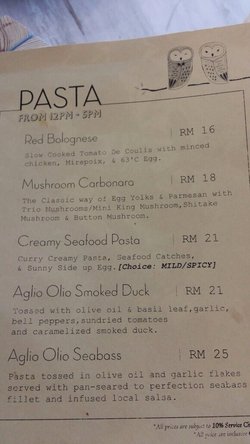 PASTA
FROM 12PM - 5PM
Red Bolognese | RM 16
Slow Cooked Tomato De Coulis with minced
chicken, Mirepoix, & 63°C Egg.
Mushroom Carbonara | RM 18
The Classic way of Egg Yolks & Parmesan with
Trio Mushrooms/Mini King Mushroom,Shitake
Mushroom & Button Mushroom.
Creamy Seafood Pasta | RM 21
Curry Creamy Pasta, Seafood Catches,
& Sunny Side up Egg.[Choice: MILD/SPICY]
Aglio Olio Smoked Duck | RM 21
Tossed with olive oil & basil leaf,garlic,
bell peppers,sundried tomatoes
and caramelized smoked duck.
Aglio Olio Seabass | RM 25
Pasta tossed in olive oil and garlic flakes
served with pan-seared to perfection seabass
fillet and infused local salsa.
*All prices are subject to 10% Service
*All price are inclusive